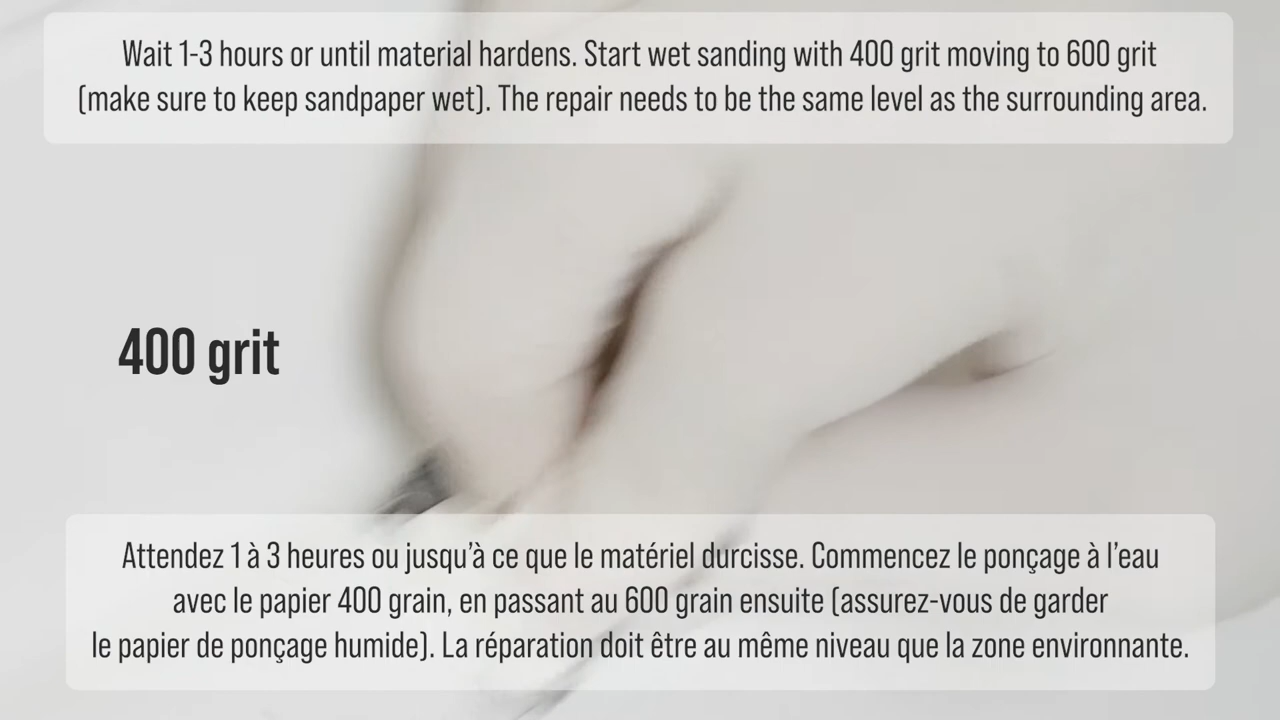 Wait 1-3 hours or until material hardens. Start wet sanding with 400 grit moving to 600 grit
(make sure to keep sandpaper wet). The repair needs to be the same level as the surrounding area.
400 grit
Attendez 1 à 3 heures ou jusqu'à ce que le matériel durcisse. Commencez le ponçage à l'eau
avec le papier 400 grain, en passant au 600 grain ensuite (assurez-vous de garder
le papier de ponçage humide). La réparation doit être au même niveau que la zone environnante.